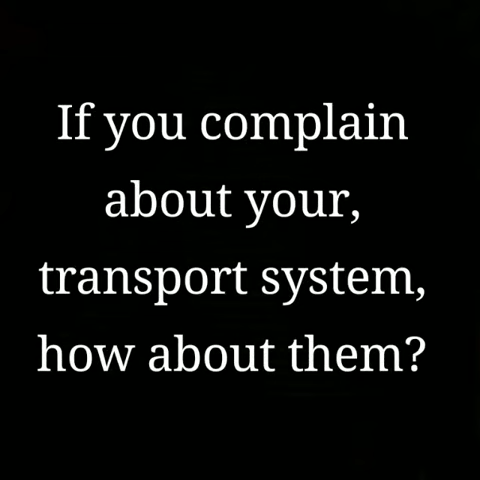 If you complain
about your,
transport system,
how about them?